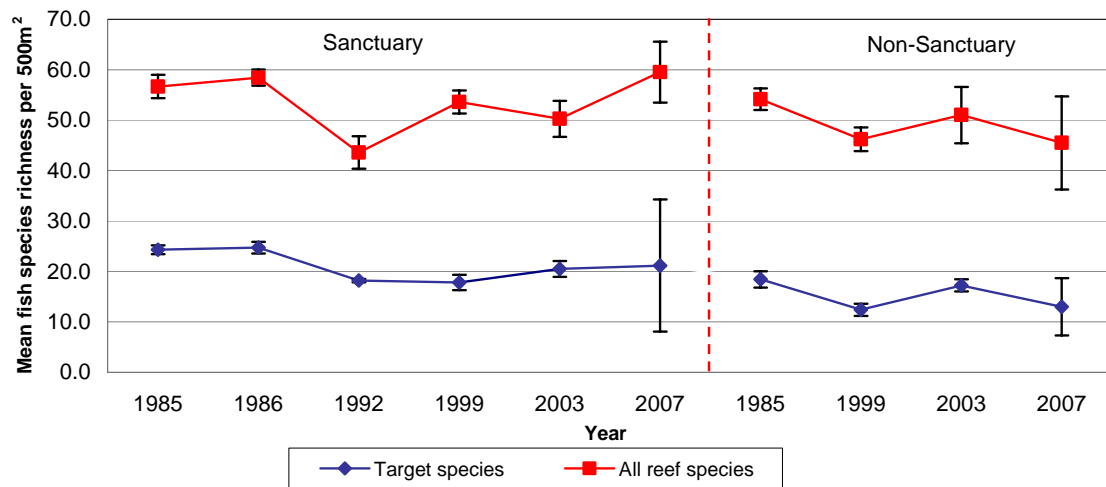 Mean fish species richness per 500m²
70.0
60.0
50.0
40.0
30.0
20.0
10.0
0.0
Sanctuary
Non-Sanctuary
1985 1986 1992 1999 2003 2007 1985 1999 2003 2007
Year
Target species All reef species